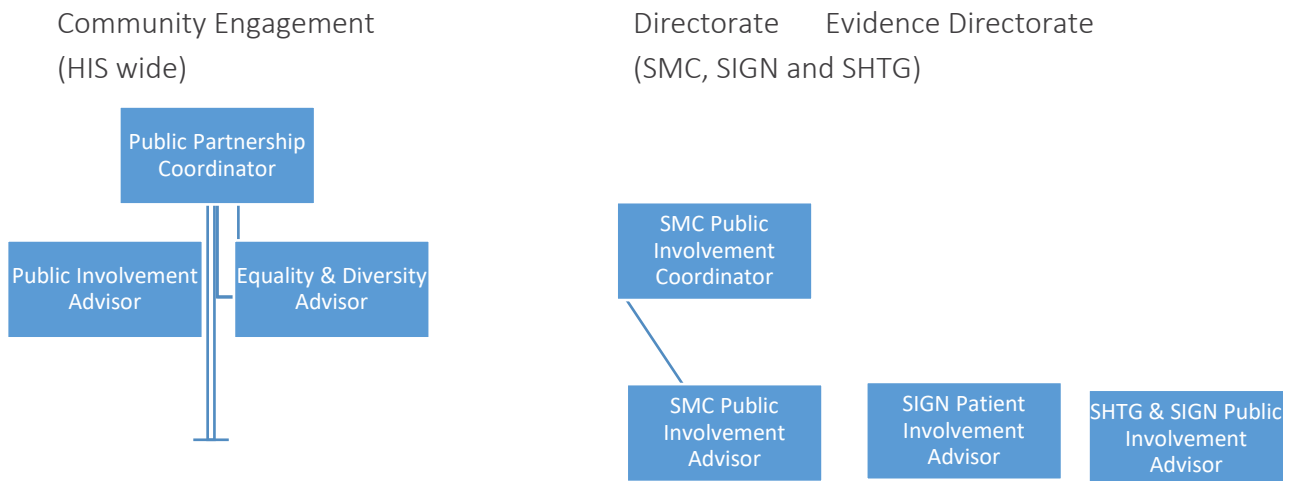 Community Engagement
(HIS wide)
Directorate Evidence Directorate
(SMC, SIGN and SHTG)
Public Partnership
Coordinator
Public Involvement
Advisor
Equality & Diversity
Advisor
SMC Public
Involvement
Coordinator
SMC Public
Involvement
Advisor
SIGN Patient
Involvement
Advisor
SHTG & SIGN Public
Involvement
Advisor